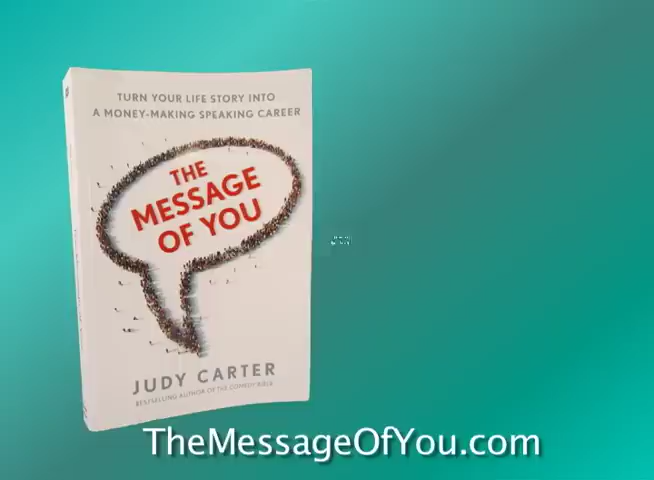 TURN YOUR LIFE STORY INTO
A MONEY-MAKING SPEAKING CAREER
THE
MESSAGE
OF YOU
JUDY CARTER
BESTSELLING AUTHOR OF THE COMEDY BIBLE
TheMessageOfYou.com